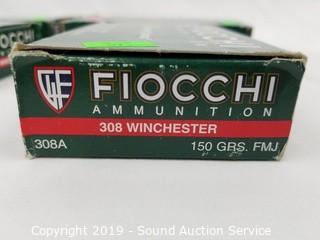 FIOCCHI
AMMUNITION
308 WINCHESTER
308A 150 GRS. FMJ
Copyright 2019 - Sound Auction Service